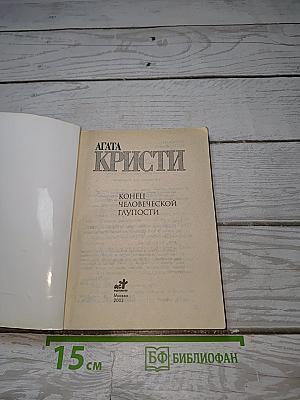 АГАТА
КРИСТИ
КОНЕЦ
ЧЕЛОВЕЧЕСКОЙ
ГЛУПОСТИ
Москва
2003
15 см
БФ БИБЛИОФАН